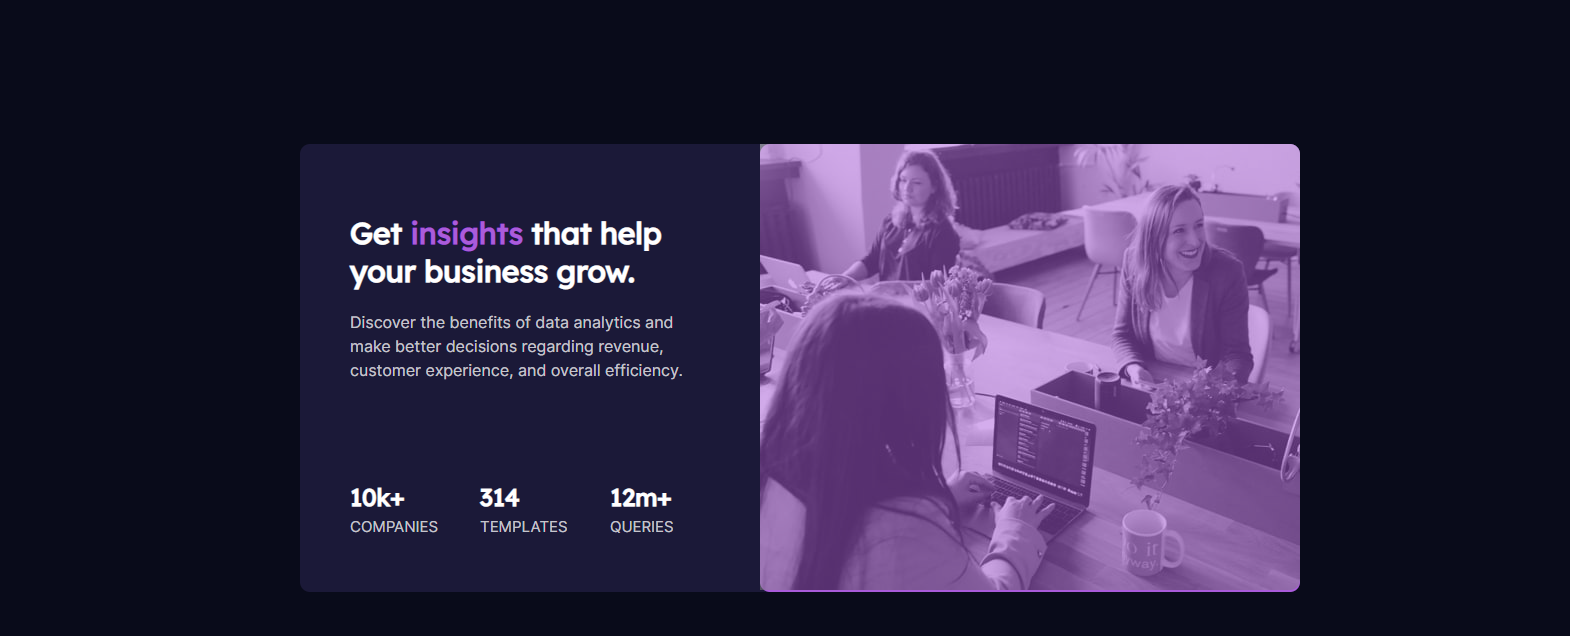 Get insights that help
your business grow.
Discover the benefits of data analytics and
make better decisions regarding revenue,
customer experience, and overall efficiency.
10k+ 314 12m+
COMPANIES TEMPLATES QUERIES